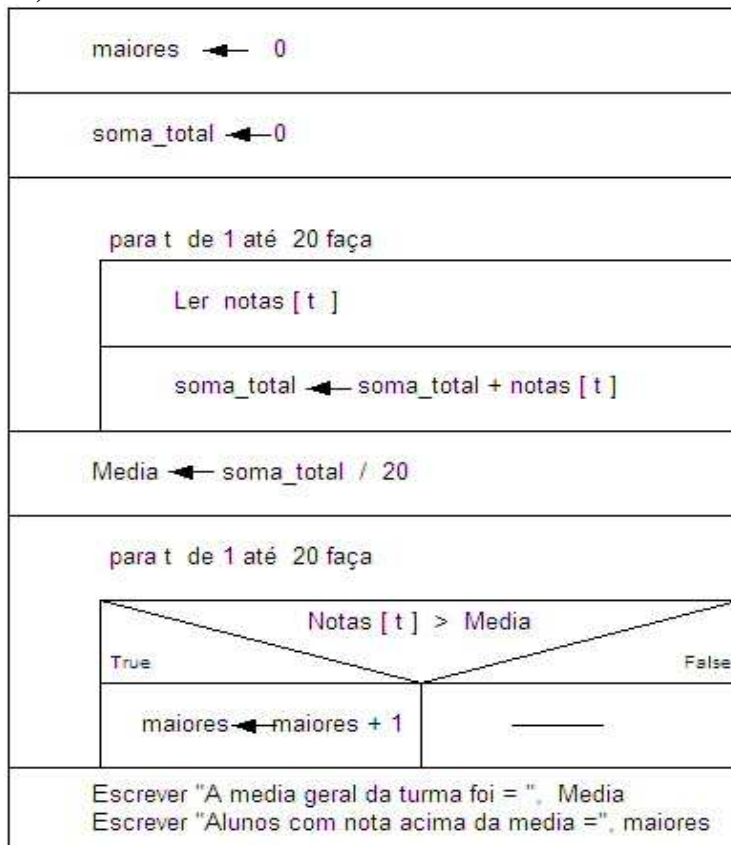 maiores ← 0
soma_total ← 0
para t de 1 até 20 faça
Ler notas [ t ]
soma_total ← soma_total + notas [ t ]
Media ← soma_total / 20
para t de 1 até 20 faça
Notas [ t ] > Media
True False
maiores ← maiores + 1
Escrever "A media geral da turma foi = ", Media
Escrever "Alunos com nota acima da media =", maiores